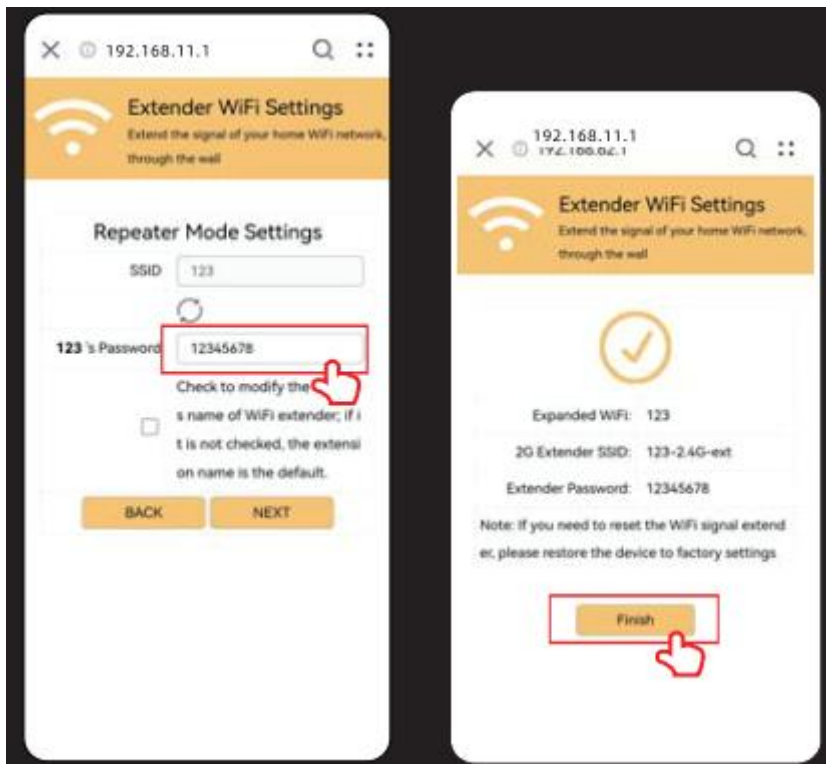 192.168.11.1
Extender WiFi Settings
Extend the signal of your home WiFi network,
through the wall
Repeater Mode Settings
SSID 123
123 's Password 12345678
Check to modify the
s name of WiFi extender; if i
t is not checked, the extensi
on name is the default.
BACK NEXT
192.168.11.1
Extender WiFi Settings
Extend the signal of your home WiFi network,
through the wall
Expanded WiFi: 123
2G Extender SSID: 123-2.4G-ext
Extender Password: 12345678
Note: If you need to reset the WiFi signal extend
er, please restore the device to factory settings
Finish